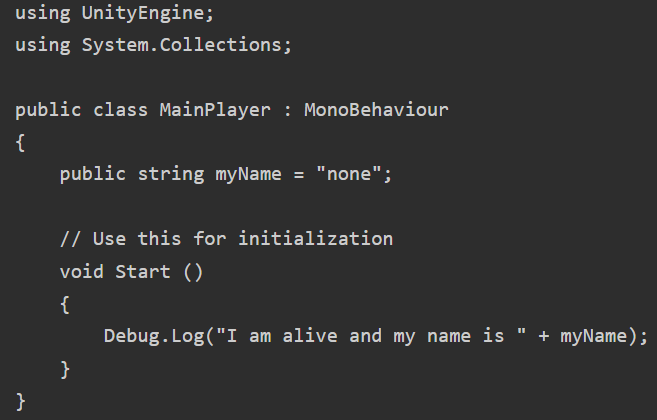 using UnityEngine;
using System.Collections;

public class MainPlayer : MonoBehaviour
{
    public string myName = "none";

    // Use this for initialization
    void Start ()
    {
        Debug.Log("I am alive and my name is " + myName);
    }
}